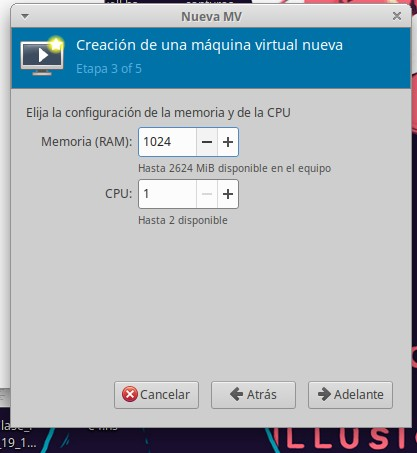 Nueva MV
Creación de una máquina virtual nueva
Etapa 3 of 5
Elija la configuración de la memoria y de la CPU
Memoria (RAM): 1024
Hasta 2624 MiB disponible en el equipo
CPU: 1
Hasta 2 disponible
Cancelar Atrás Adelante
_19_1...
ILLUSI